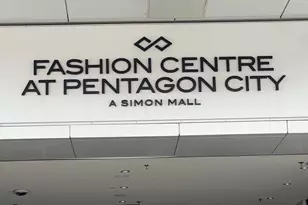 FASHION CENTRE
AT PENTAGON CITY
A SIMON MALL